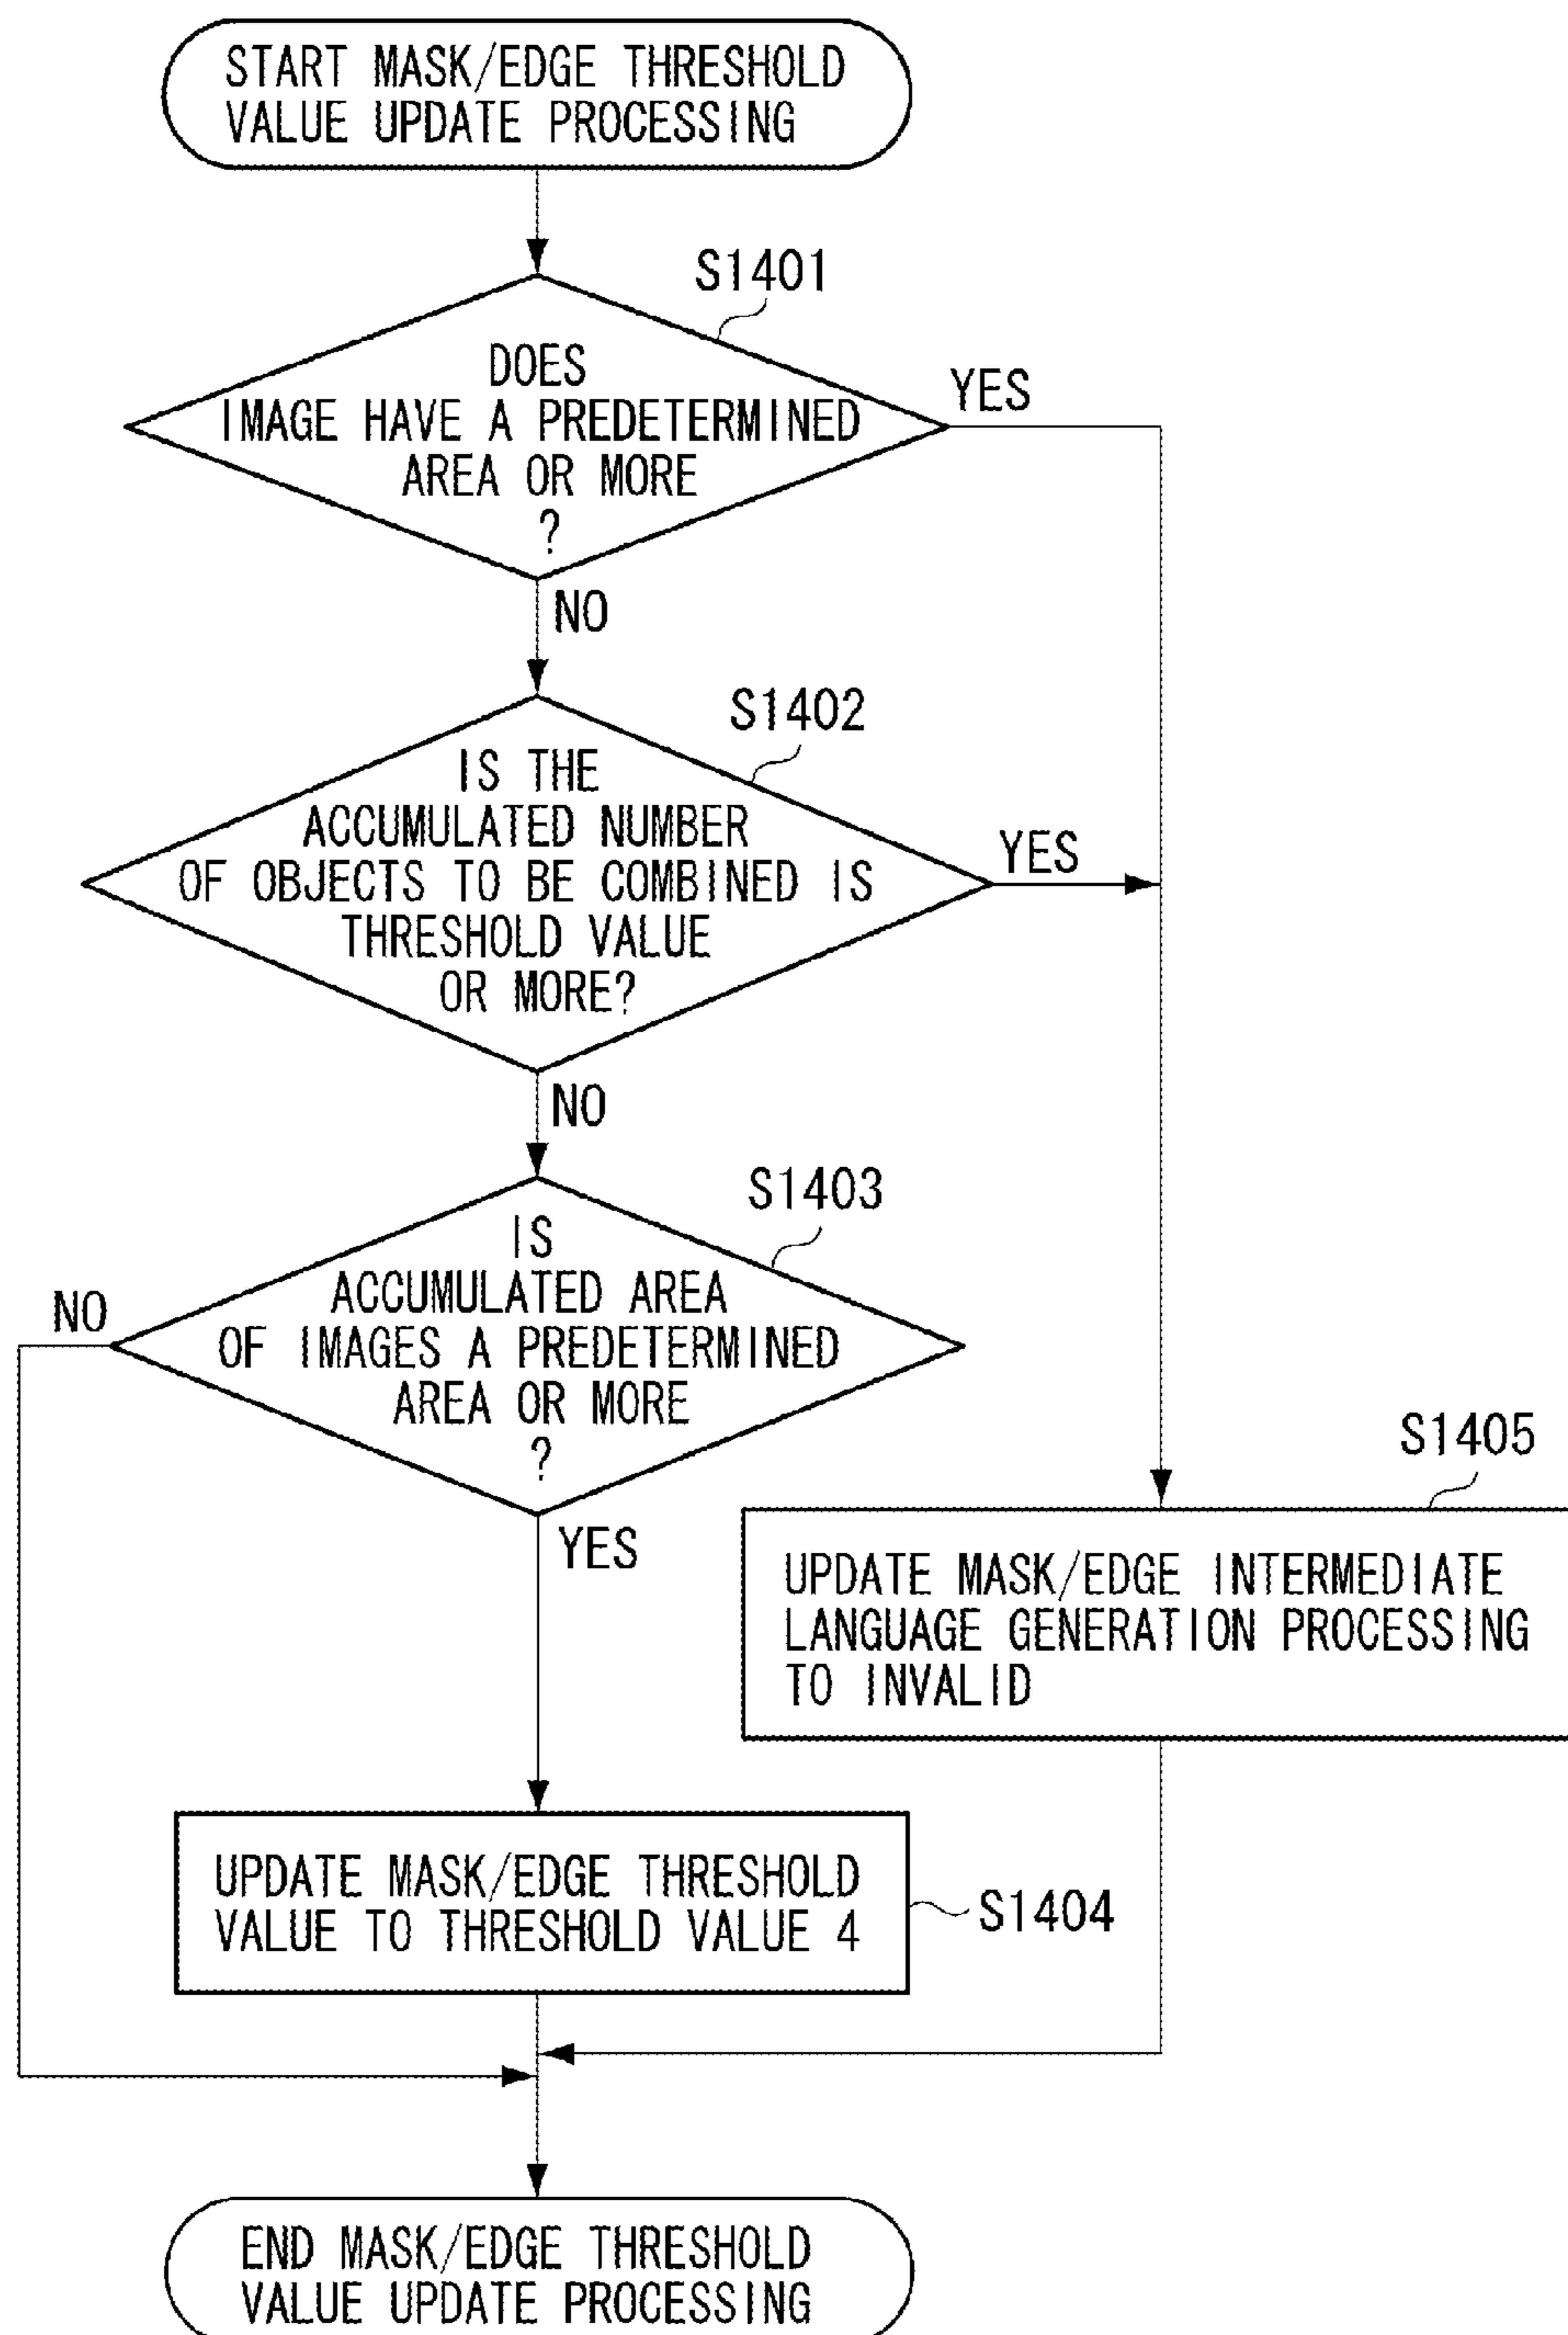 START MASK/EDGE THRESHOLD
VALUE UPDATE PROCESSING
S1401
DOES
IMAGE HAVE A PREDETERMINED
AREA OR MORE
?
YES
NO
S1402
IS THE
ACCUMULATED NUMBER
OF OBJECTS TO BE COMBINED IS
THRESHOLD VALUE
OR MORE?
YES
NO
S1403
IS
ACCUMULATED AREA
OF IMAGES A PREDETERMINED
AREA OR MORE
?
NO
YES
S1405
UPDATE MASK/EDGE INTERMEDIATE
LANGUAGE GENERATION PROCESSING
TO INVALID
UPDATE MASK/EDGE THRESHOLD
VALUE TO THRESHOLD VALUE 4
S1404
END MASK/EDGE THRESHOLD
VALUE UPDATE PROCESSING